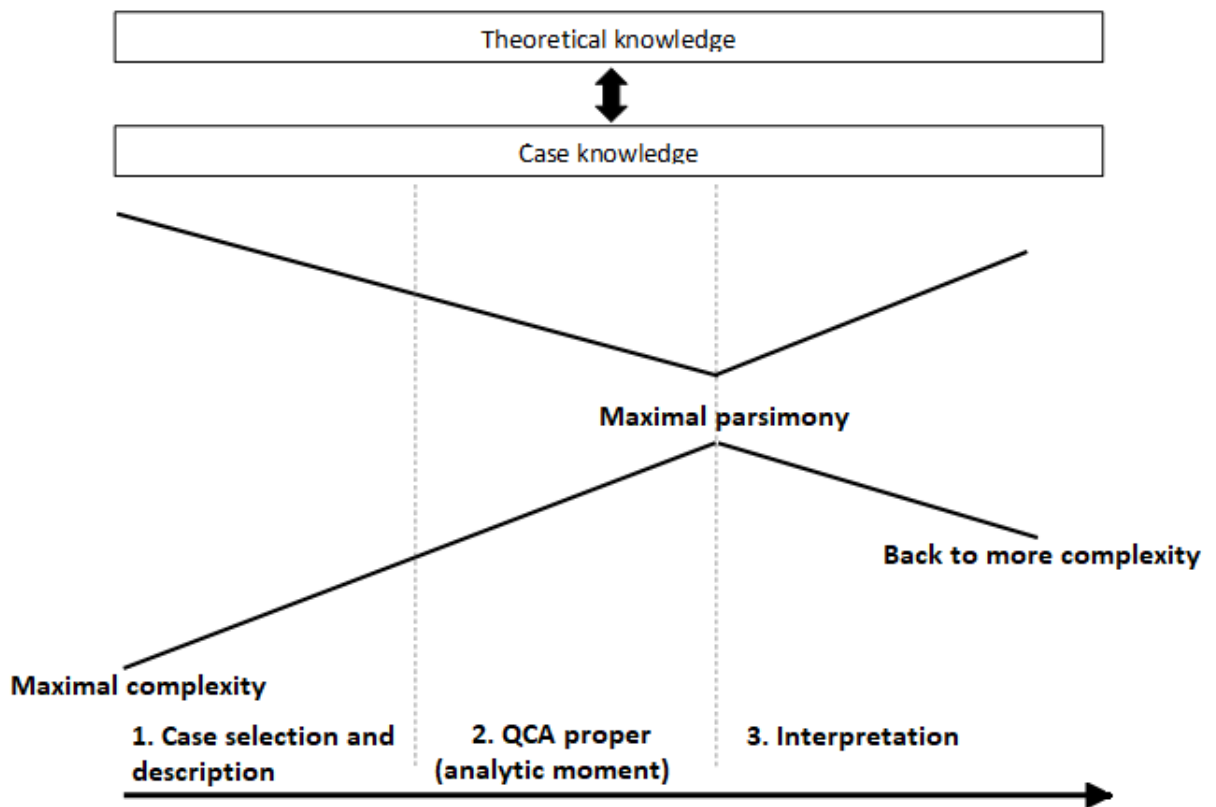 Theoretical knowledge
Case knowledge
Maximal parsimony
Back to more complexity
Maximal complexity
1. Case selection and
description
2. QCA proper
(analytic moment)
3. Interpretation